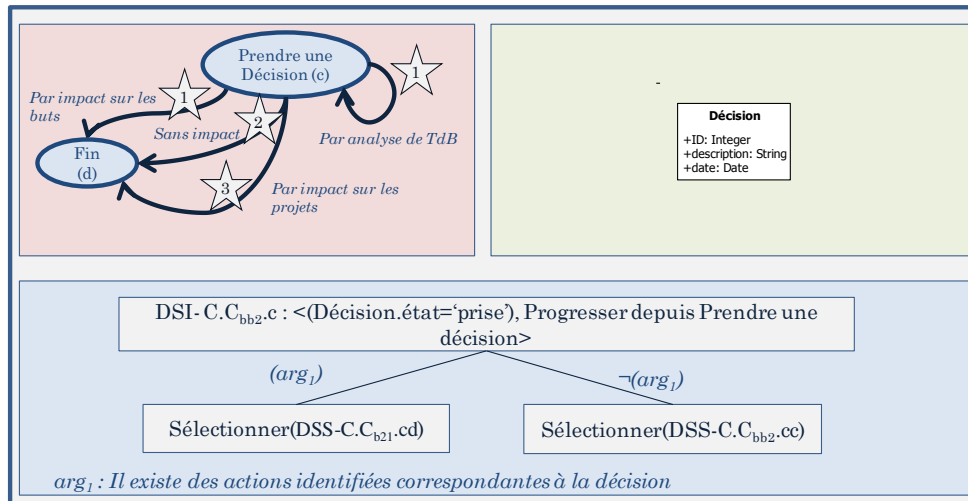 Prendre une
Décision (c)
1
1
Par impact sur les
buts
2
Sans impact
Par analyse de TdB
Fin
(d)
3
Par impact sur les
projets
-
Décision
+ID: Integer
+description: String
+date: Date
DSI-C.Cbb2.c : <(Décision.état=‘prise’), Progresser depuis Prendre une
décision>
(arg1)
¬(arg1)
Sélectionner(DSS-C.Cb21.cd)
Sélectionner(DSS-C.Cbb2.cc)
arg1 : Il existe des actions identifiées correspondantes à la décision